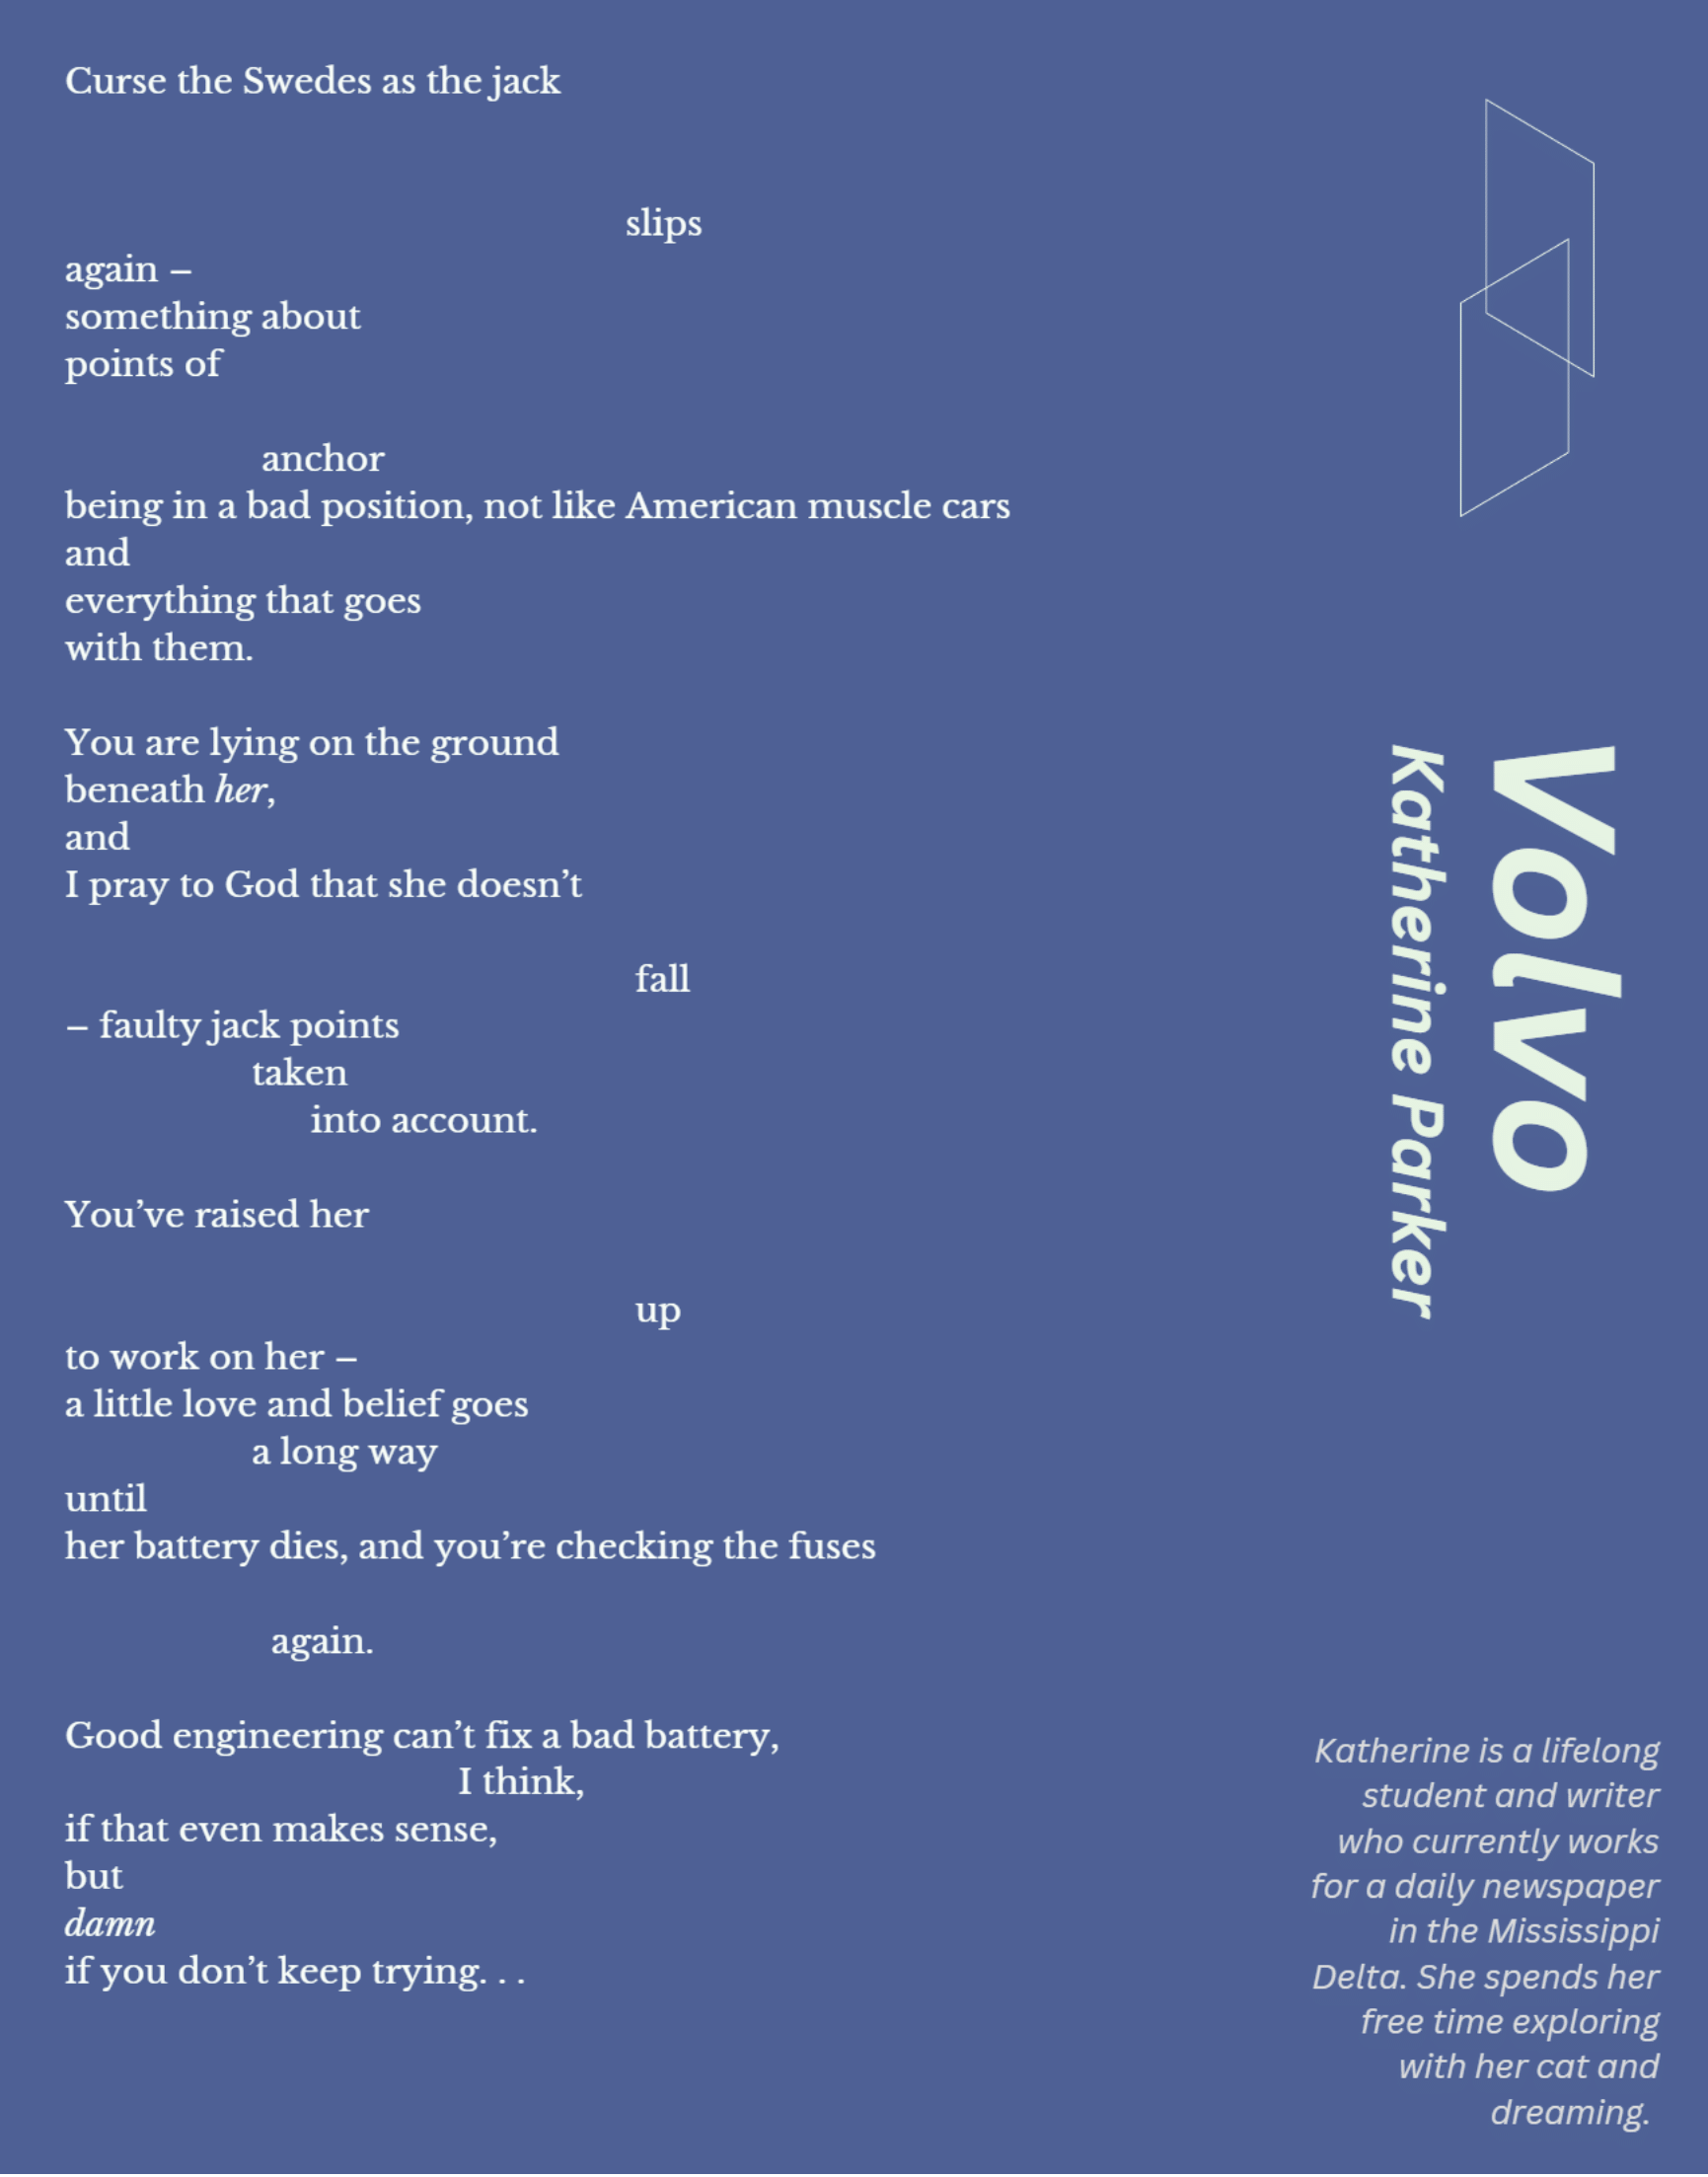 Curse the Swedes as the jack
slips
again –
something about
points of
anchor
being in a bad position, not like American muscle cars
and
everything that goes
with them.
You are lying on the ground
beneath her,
and
I pray to God that she doesn’t
fall
– faulty jack points
taken
into account.
You’ve raised her
up
to work on her –
a little love and belief goes
a long way
until
her battery dies, and you’re checking the fuses
again.
Good engineering can’t fix a bad battery,
I think,
if that even makes sense,
but
damn
if you don’t keep trying. . .
Volvo
Katherine Parker
Katherine is a lifelong
student and writer
who currently works
for a daily newspaper
in the Mississippi
Delta. She spends her
free time exploring
with her cat and
dreaming.